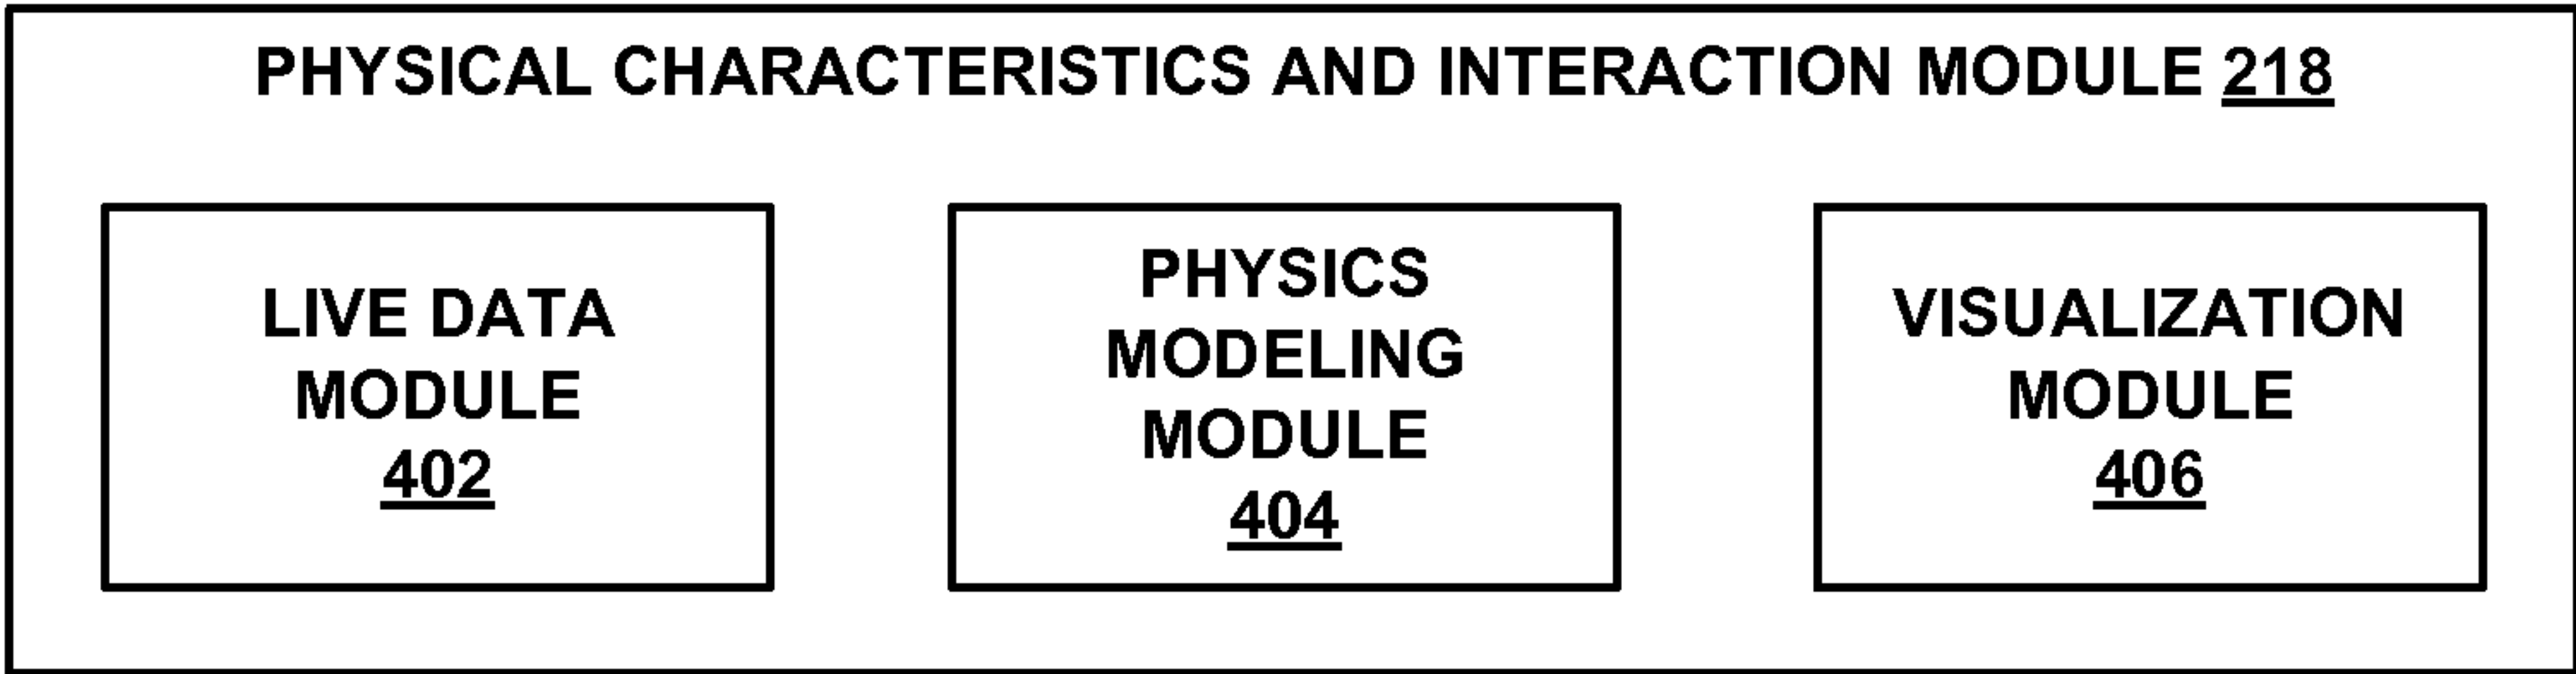 PHYSICAL CHARACTERISTICS AND INTERACTION MODULE 218
LIVE DATA
MODULE
402
PHYSICS
MODELING
MODULE
404
VISUALIZATION
MODULE
406